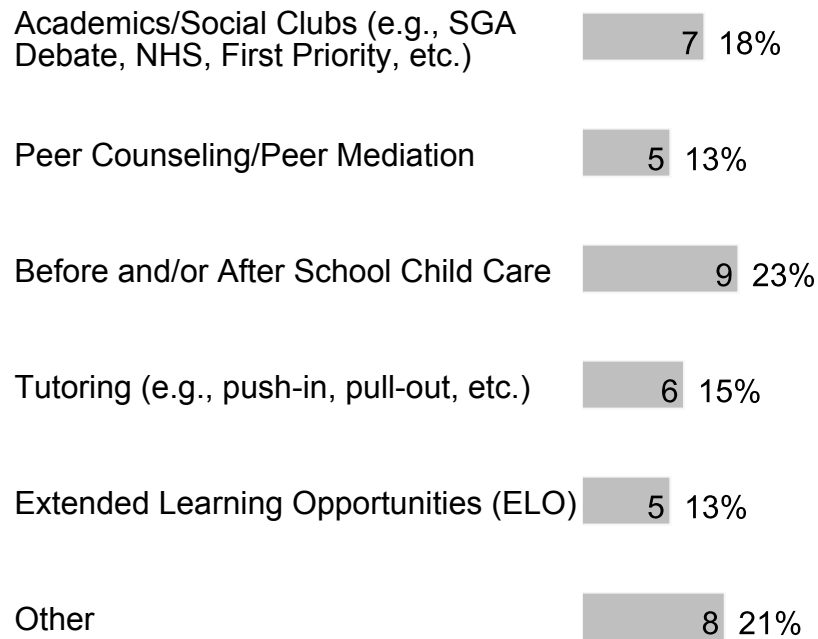 Academics/Social Clubs (e.g., SGA
Debate, NHS, First Priority, etc.)
7 18%
Peer Counseling/Peer Mediation 5 13%
Before and/or After School Child Care 9 23%
Tutoring (e.g., push-in, pull-out, etc.) 6 15%
Extended Learning Opportunities (ELO) 5 13%
Other 8 21%